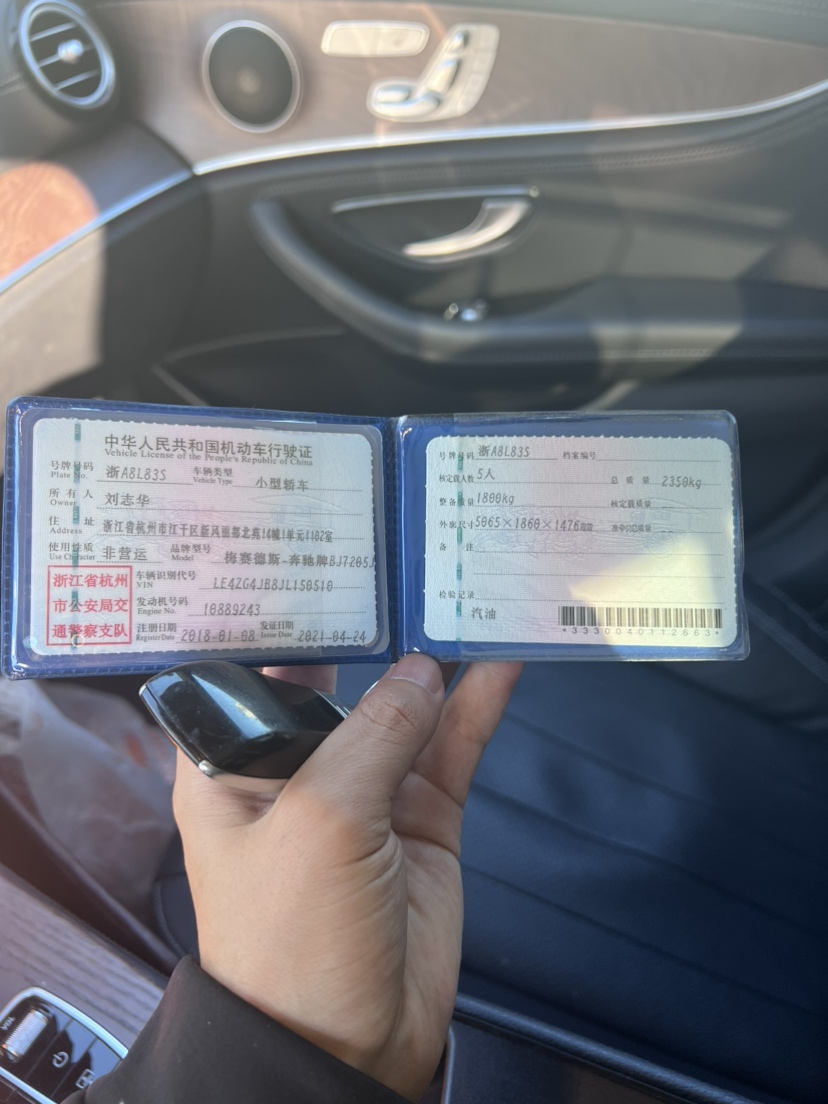 中华人民共和国机动车行驶证
Vehicle License of the People's Republic of China
号牌号码 浙A8L83S 车辆类型 小型轿车
Plate No. Vehicle Type
所有人 刘志华
Owner
住址 浙江省杭州市江干区新风丽都北苑14幢1单元1102室
Address
使用性质 非营运 品牌型号 梅赛德斯-奔驰牌BJ7205J
Use Character Model
浙江省杭州
市公安局交
通警察支队
车辆识别代号 LE4ZG4JB8JL150510
VIN
发动机号码 10889243
Engine No.
注册日期 2018-01-08 发证日期 2021-04-24
Register Date Issue Date
号牌号码 浙A8L83S 档案编号
核定载人数 5人 总质量 2350kg
整备质量 1800kg 核定载质量
外廓尺寸 5065×1860×1476mm 准牵引总质量 --
备注
检验记录
汽油
*3330040112663*
VOL